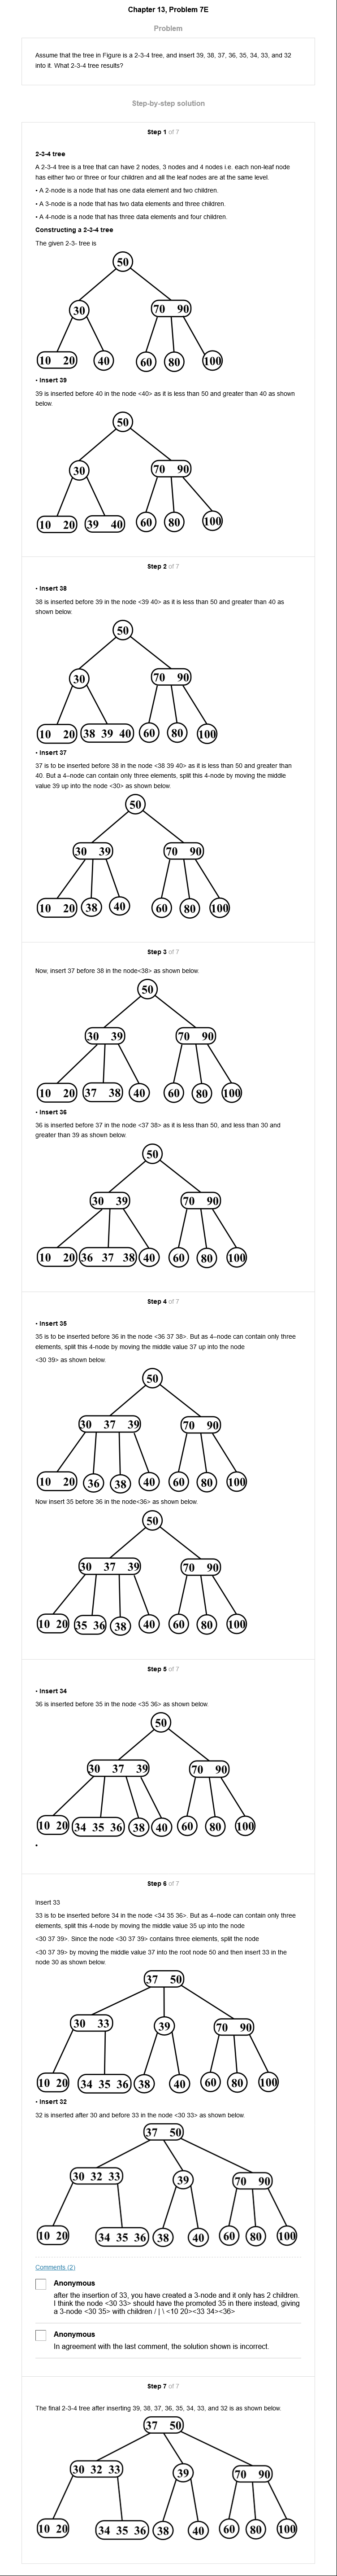 Chapter 13, Problem 7E
Problem
Assume that the tree in Figure is a 2-3-4 tree, and insert 39, 38, 37, 36, 35, 34, 33, and 32
into it. What 2-3-4 tree results?
Step-by-step solution
Step 1 of 7
2-3-4 tree
A 2-3-4 tree is a tree that can have 2 nodes, 3 nodes and 4 nodes i.e. each non-leaf node
has either two or three or four children and all the leaf nodes are at the same level.
• A 2-node is a node that has one data element and two children.
• A 3-node is a node that has two data elements and three children.
• A 4-node is a node that has three data elements and four children.
Constructing a 2-3-4 tree
The given 2-3- tree is
50
30 70 90
10 20 40 60 80 100
• Insert 39
39 is inserted before 40 in the node <40> as it is less than 50 and greater than 40 as shown
below.
50
30 70 90
10 20 39 40 60 80 100
Step 2 of 7
• Insert 38
38 is inserted before 39 in the node <39 40> as it is less than 50 and greater than 40 as
shown below.
50
30 70 90
10 20 38 39 40 60 80 100
• Insert 37
37 is to be inserted before 38 in the node <38 39 40> as it is less than 50 and greater than
40. But a 4–node can contain only three elements, split this 4-node by moving the middle
value 39 up into the node <30> as shown below.
50
30 39 70 90
10 20 38 40 60 80 100
Step 3 of 7
Now, insert 37 before 38 in the node<38> as shown below.
50
30 39 70 90
10 20 37 38 40 60 80 100
• Insert 36
36 is inserted before 37 in the node <37 38> as it is less than 50, and less than 30 and
greater than 39 as shown below.
50
30 39 70 90
10 20 36 37 38 40 60 80 100
Step 4 of 7
• Insert 35
35 is to be inserted before 36 in the node <36 37 38>. But as 4–node can contain only three
elements, split this 4-node by moving the middle value 37 up into the node
<30 39> as shown below.
50
30 37 39 70 90
10 20 36 38 40 60 80 100
Now insert 35 before 36 in the node<36> as shown below.
50
30 37 39 70 90
10 20 35 36 38 40 60 80 100
Step 5 of 7
• Insert 34
36 is inserted before 35 in the node <35 36> as shown below.
50
30 37 39 70 90
10 20 34 35 36 38 40 60 80 100
•
Step 6 of 7
Insert 33
33 is to be inserted before 34 in the node <34 35 36>. But as 4–node can contain only three
elements, split this 4-node by moving the middle value 35 up into the node
<30 37 39>. Since the node <30 37 39> contains three elements, split the node
<30 37 39> by moving the middle value 37 into the root node 50 and then insert 33 in the
node 30 as shown below.
37 50
30 33 39 70 90
10 20 34 35 36 38 40 60 80 100
• Insert 32
32 is inserted after 30 and before 33 in the node <30 33> as shown below.
37 50
30 32 33 39 70 90
10 20 34 35 36 38 40 60 80 100
Comments (2)
Anonymous
after the insertion of 33, you have created a 3-node and it only has 2 children.
I think the node <30 33> should have the promoted 35 in there instead, giving
a 3-node <30 35> with children / | \ <10 20><33 34><36>
Anonymous
In agreement with the last comment, the solution shown is incorrect.
Step 7 of 7
The final 2-3-4 tree after inserting 39, 38, 37, 36, 35, 34, 33, and 32 is as shown below.
37 50
30 32 33 39 70 90
10 20 34 35 36 38 40 60 80 100